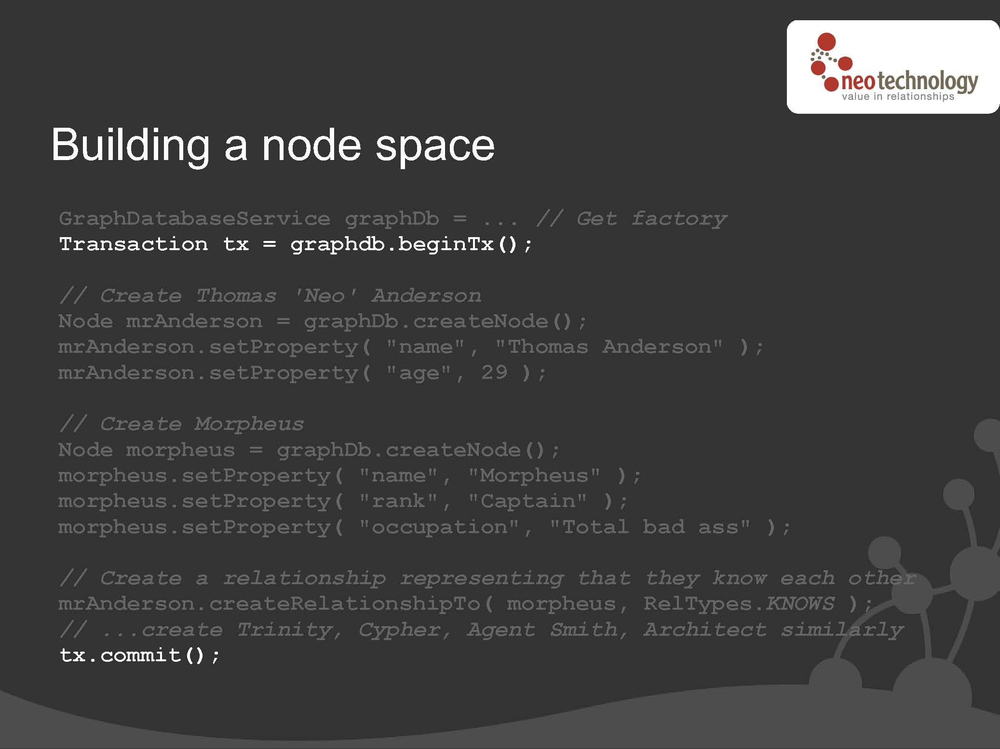 neotechnology
value in relationships
Building a node space
GraphDatabaseService graphDb = ... // Get factory
Transaction tx = graphdb.beginTx();
// Create Thomas 'Neo' Anderson
Node mrAnderson = graphDb.createNode();
mrAnderson.setProperty( "name", "Thomas Anderson" );
mrAnderson.setProperty( "age", 29 );
// Create Morpheus
Node morpheus = graphDb.createNode();
morpheus.setProperty( "name", "Morpheus" );
morpheus.setProperty( "rank", "Captain" );
morpheus.setProperty( "occupation", "Total bad ass" );
// Create a relationship representing that they know each other
mrAnderson.createRelationshipTo( morpheus, RelTypes.KNOWS );
// ...create Trinity, Cypher, Agent Smith, Architect similarly
tx.commit();